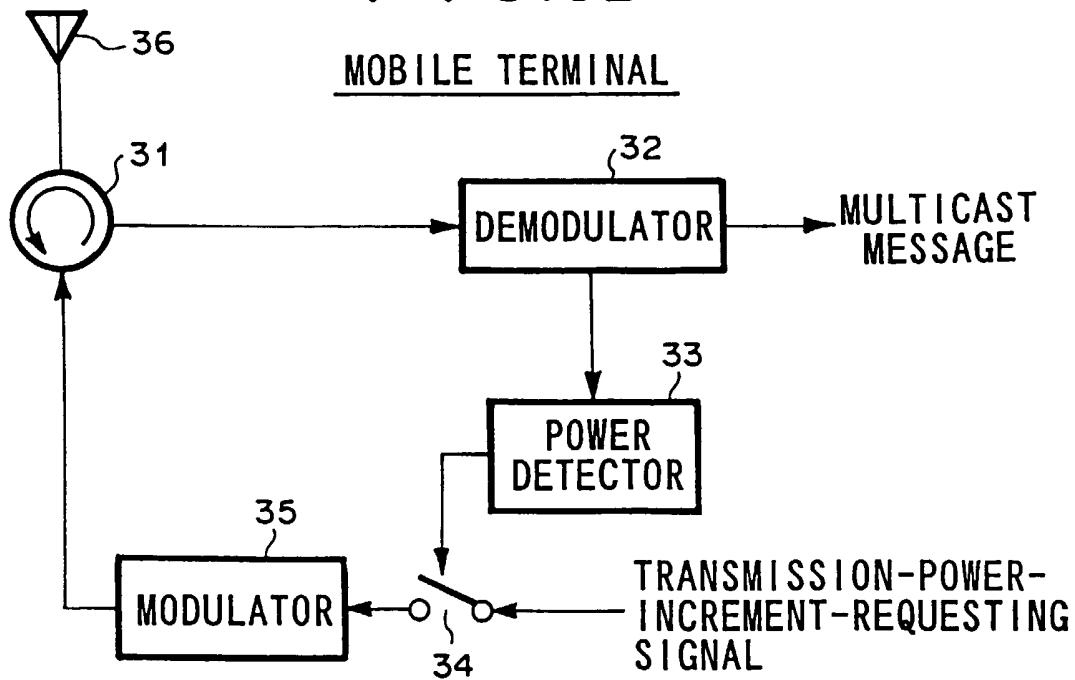 36
MOBILE TERMINAL
31
32
DEMODULATOR
MULTICAST
MESSAGE
33
POWER
DETECTOR
35
MODULATOR
34
TRANSMISSION-POWER-
INCREMENT-REQUESTING
SIGNAL